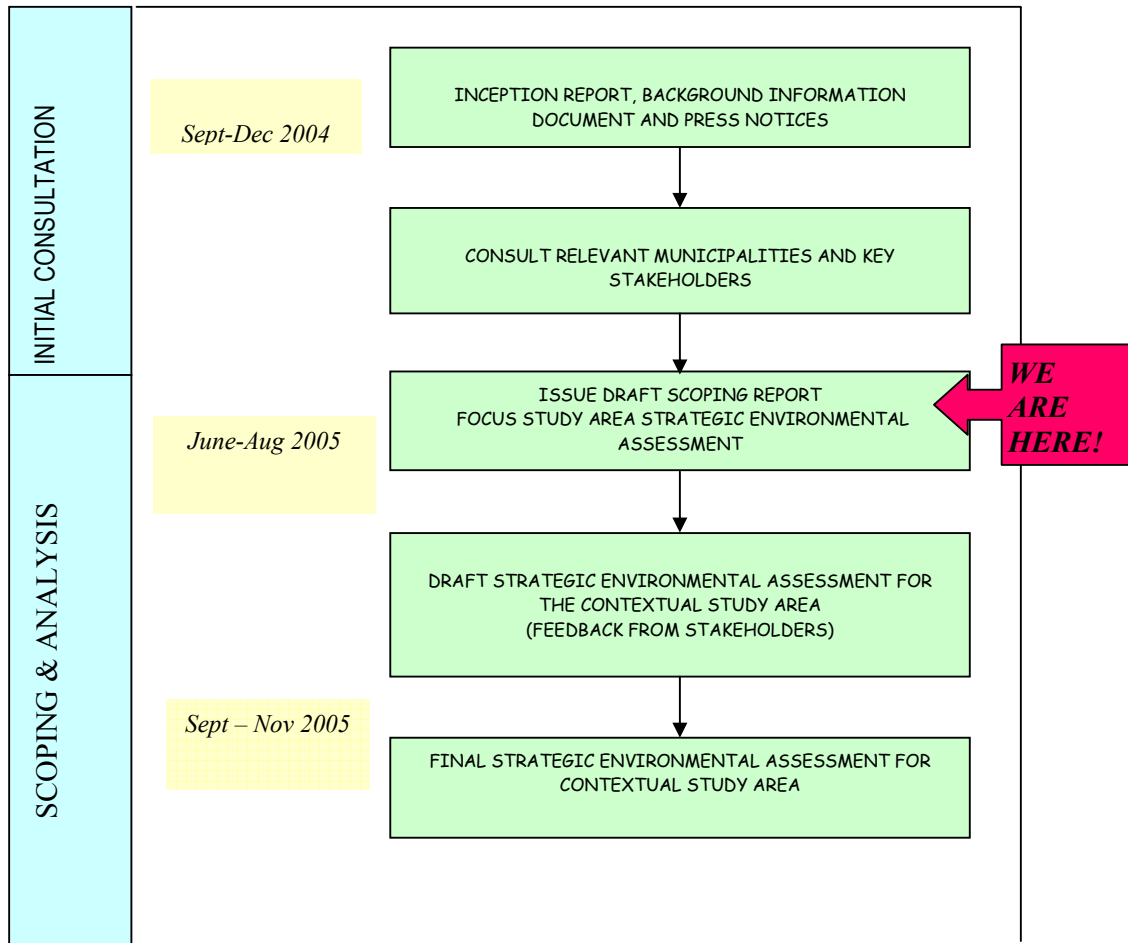 INITIAL CONSULTATION
Sept-Dec 2004
INCEPTION REPORT, BACKGROUND INFORMATION
DOCUMENT AND PRESS NOTICES
CONSULT RELEVANT MUNICIPALITIES AND KEY
STAKEHOLDERS
SCOPING & ANALYSIS
June-Aug 2005
ISSUE DRAFT SCOPING REPORT
FOCUS STUDY AREA STRATEGIC ENVIRONMENTAL
ASSESSMENT
WE
ARE
HERE!
DRAFT STRATEGIC ENVIRONMENTAL ASSESSMENT FOR
THE CONTEXTUAL STUDY AREA
(FEEDBACK FROM STAKEHOLDERS)
Sept – Nov 2005
FINAL STRATEGIC ENVIRONMENTAL ASSESSMENT FOR
CONTEXTUAL STUDY AREA